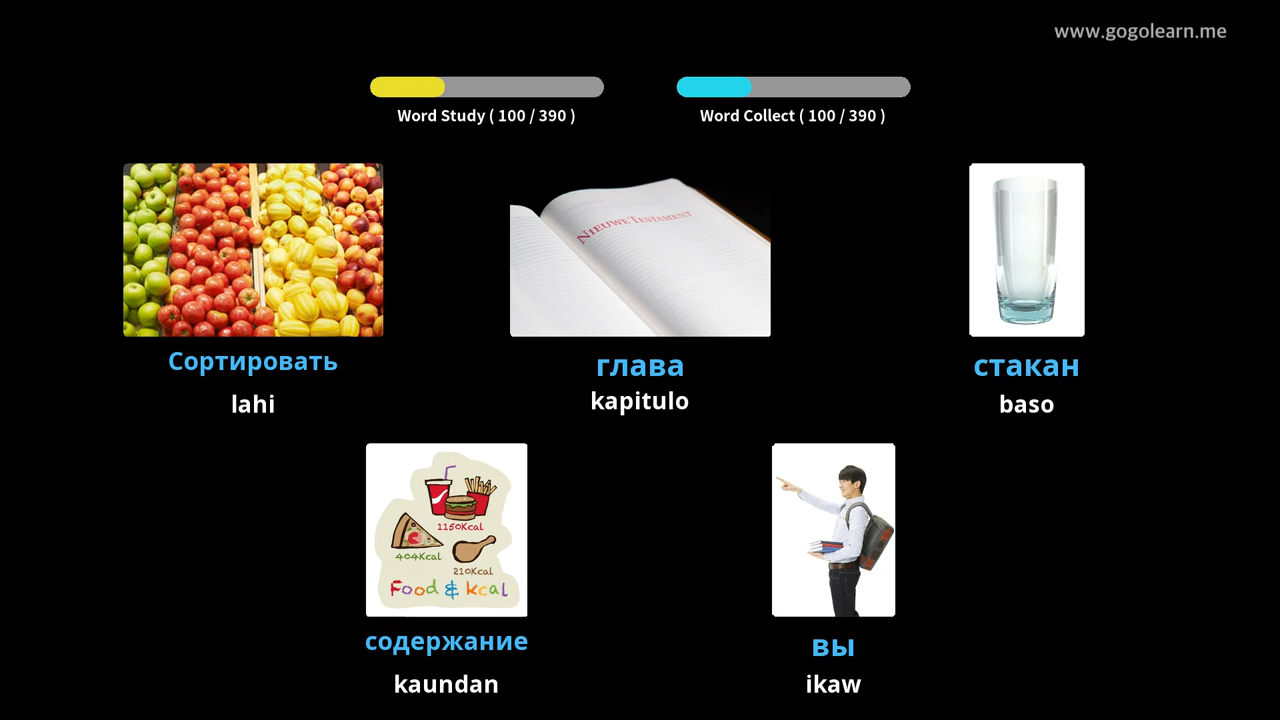 www.gogolearn.me
Word Study ( 100 / 390 )
Word Collect ( 100 / 390 )
NIEUWE TESTAMENT
Сортировать
lahi
глава
kapitulo
стакан
baso
1150Kcal
404Kcal
210Kcal
Food & kcal
содержание
kaundan
вы
ikaw